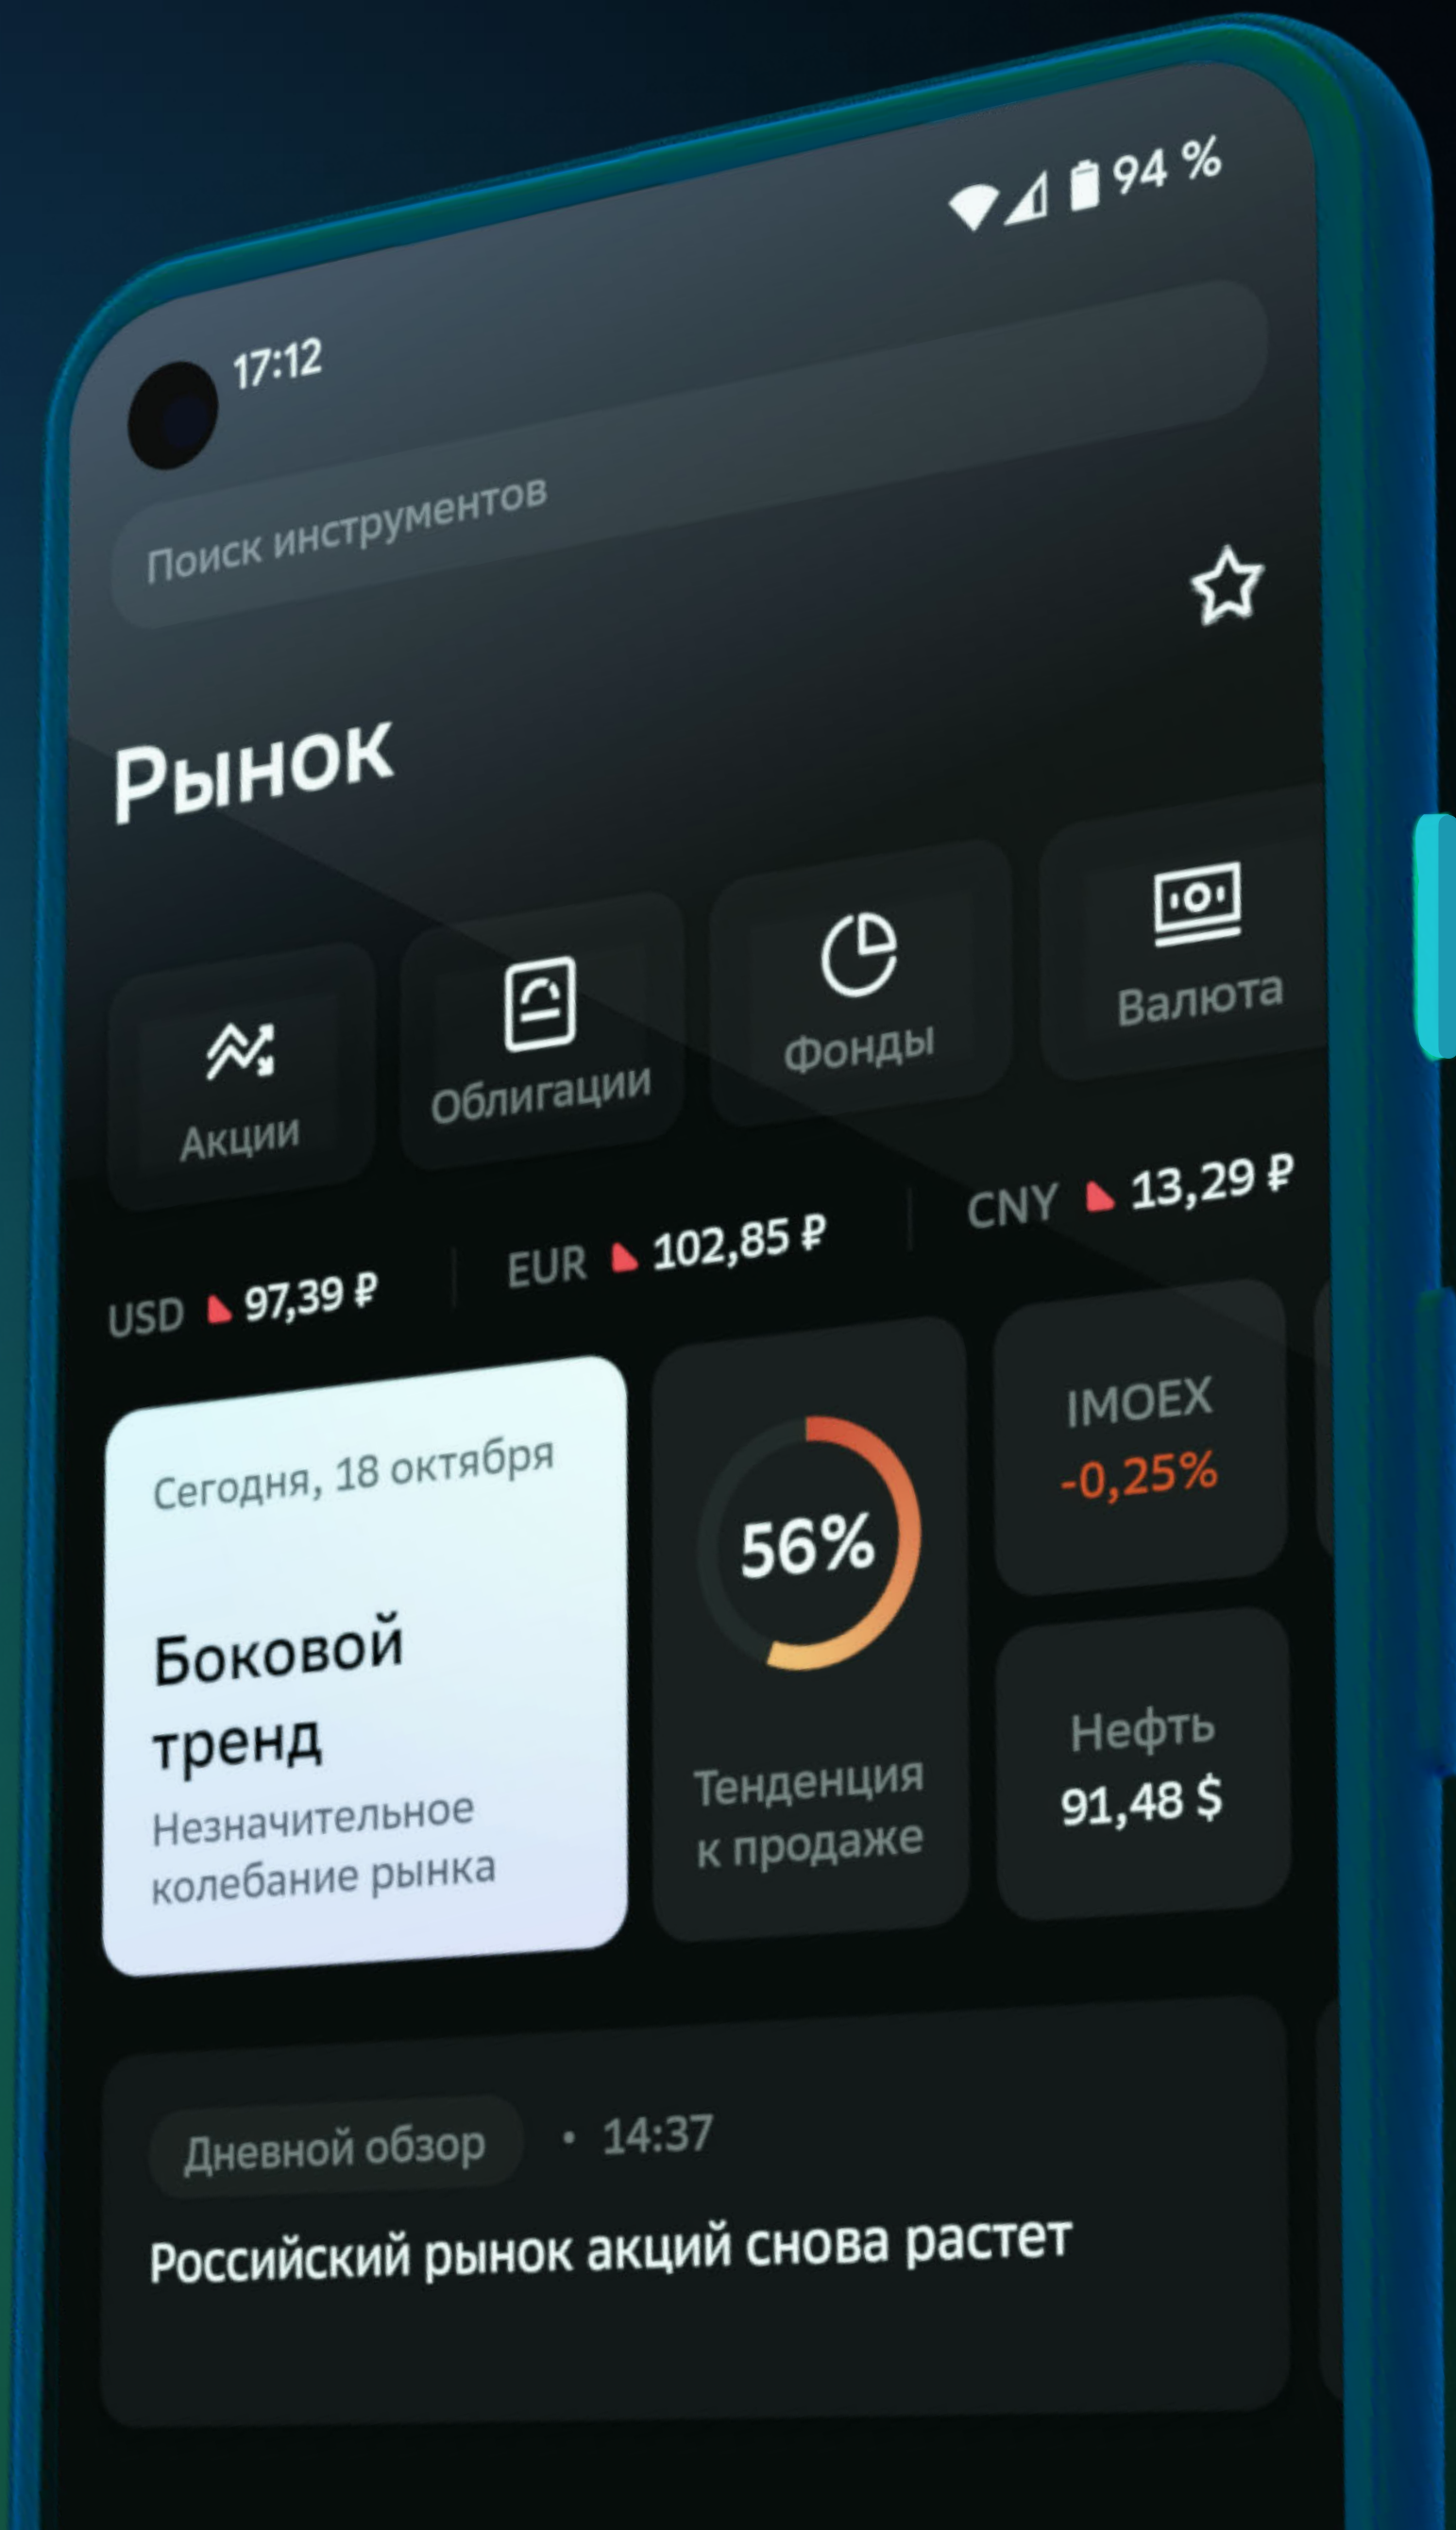 17:12
94 %
Поиск инструментов
Рынок
Акции
Облигации
Фонды
Валюта
USD 97,39 ₽
EUR 102,85 ₽
CNY 13,29 ₽
Сегодня, 18 октября
Боковой
тренд
Незначительное
колебание рынка
56%
Тенденция
к продаже
IMOEX
-0,25%
Нефть
91,48 $
Дневной обзор • 14:37
Российский рынок акций снова растет